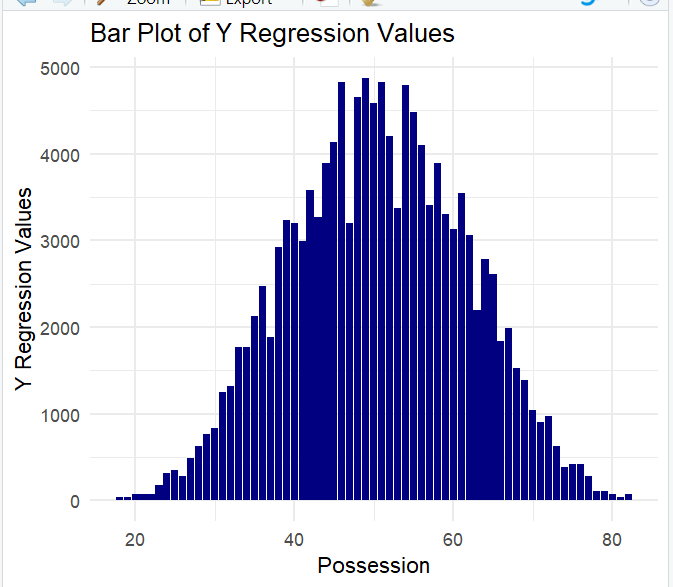 Zoom Export
Bar Plot of Y Regression Values
5000
4000
3000
2000
1000
0
Y Regression Values
20 40 60 80
Possession